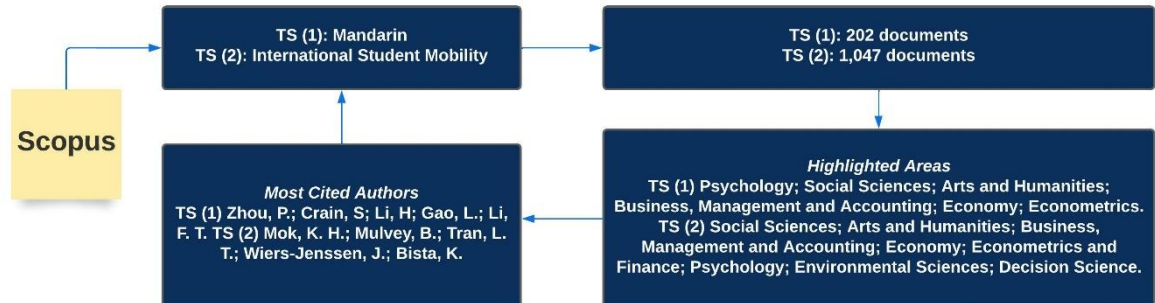 Scopus
TS (1): Mandarin
TS (2): International Student Mobility
TS (1): 202 documents
TS (2): 1,047 documents
Highlighted Areas
TS (1) Psychology; Social Sciences; Arts and Humanities;
Business, Management and Accounting; Economy; Econometrics.
TS (2) Social Sciences; Arts and Humanities; Business,
Management and Accounting; Economy; Econometrics and
Finance; Psychology; Environmental Sciences; Decision Science.
Most Cited Authors
TS (1) Zhou, P.; Crain, S; Li, H; Gao, L.; Li,
F. T. TS (2) Mok, K. H.; Mulvey, B.; Tran, L.
T.; Wiers-Jenssen, J.; Bista, K.